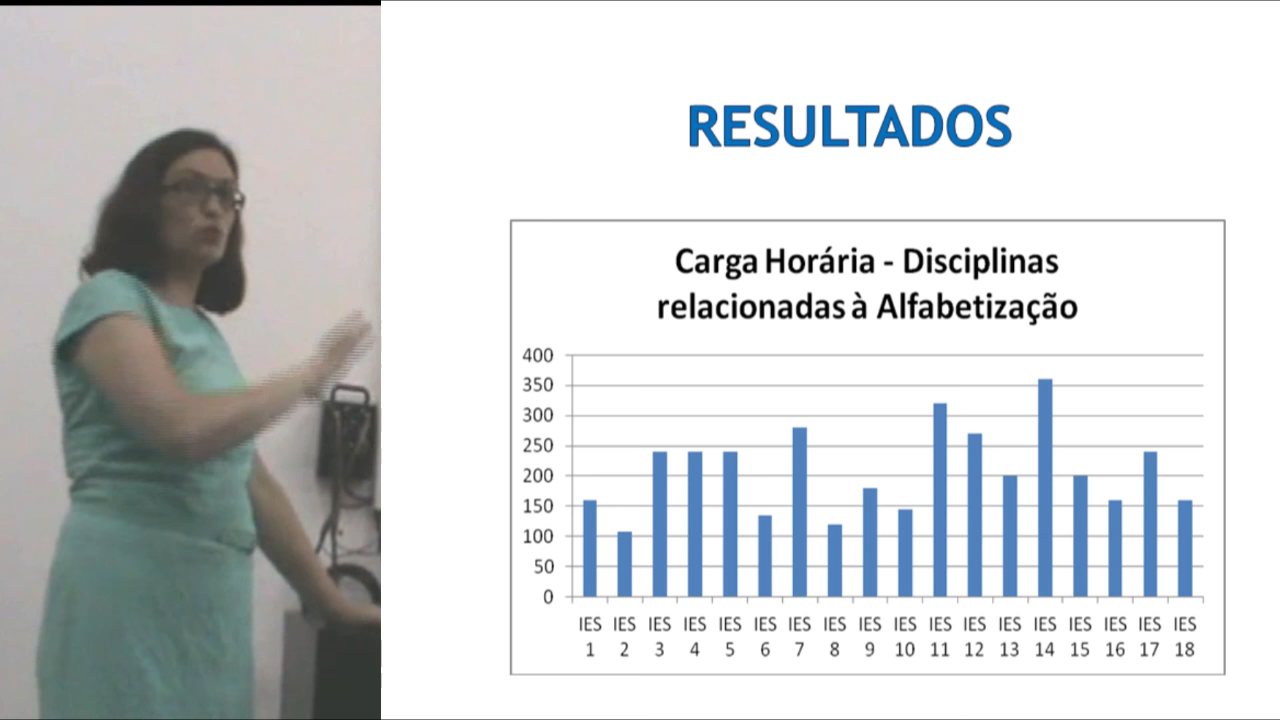 RESULTADOS
Carga Horária - Disciplinas
relacionadas à Alfabetização
400
350
300
250
200
150
100
50
0
IES IES IES IES IES IES IES IES IES IES IES IES IES IES IES IES IES IES
1 2 3 4 5 6 7 8 9 10 11 12 13 14 15 16 17 18